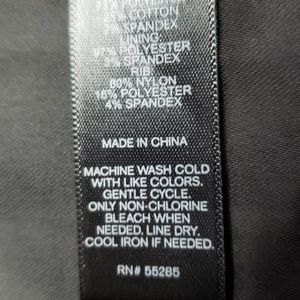 COTTON
SPANDEX
LINING
97% POLYESTER
3% SPANDEX
RIB
80% NYLON
16% POLYESTER
4% SPANDEX
MADE IN CHINA
MACHINE WASH COLD
WITH LIKE COLORS.
GENTLE CYCLE.
ONLY NON-CHLORINE
BLEACH WHEN
NEEDED. LINE DRY.
COOL IRON IF NEEDED.
RN# 55285